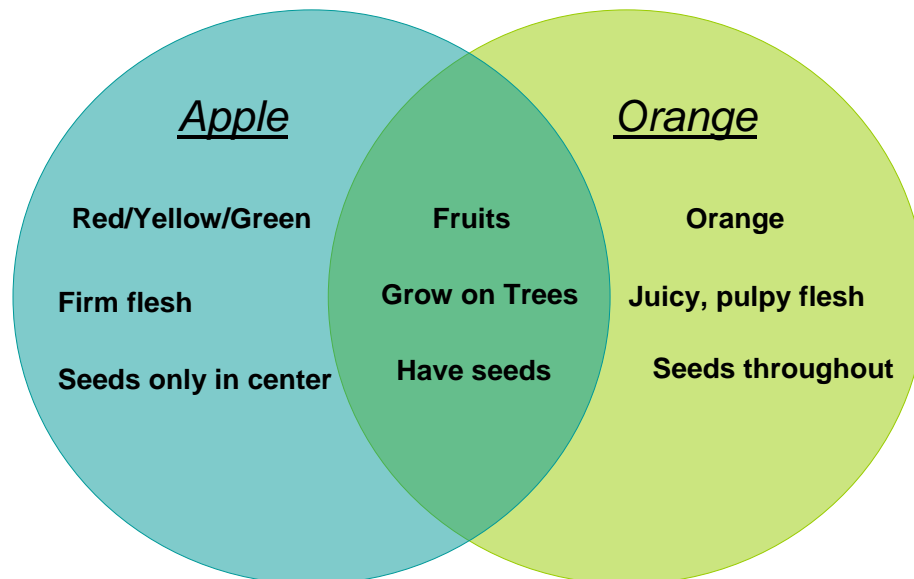 Apple
Orange
Red/Yellow/Green
Fruits
Orange
Firm flesh
Grow on Trees
Juicy, pulpy flesh
Seeds only in center
Have seeds
Seeds throughout